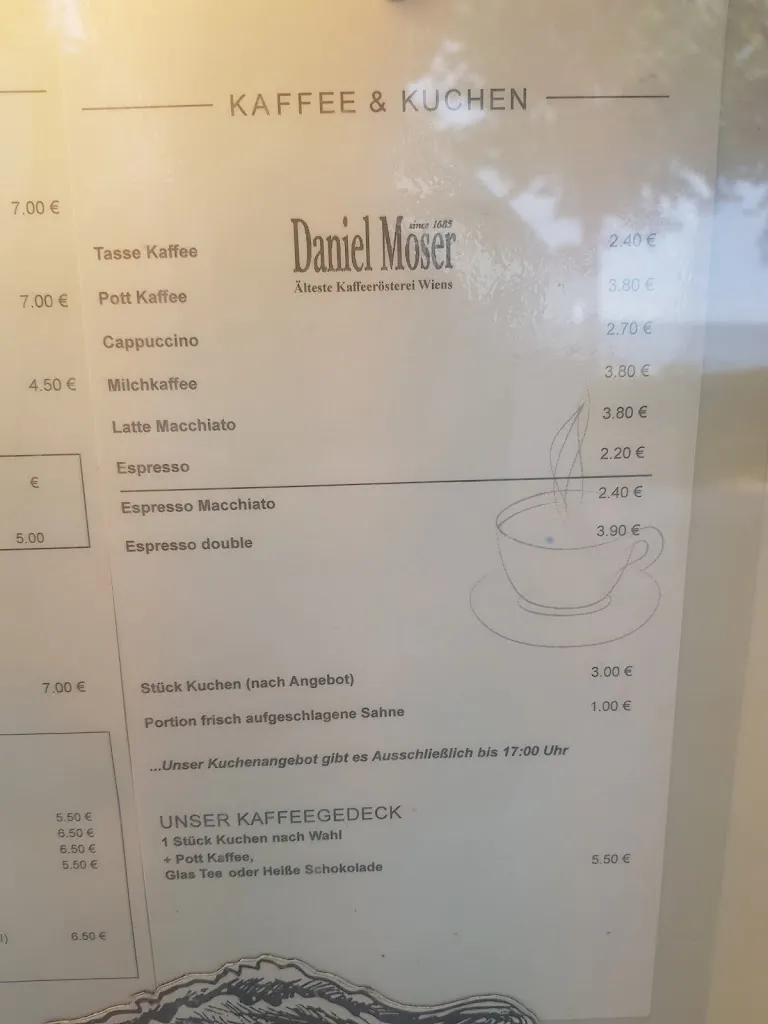 7.00 €
7.00 €
4.50 €
€
5.00
7.00 €
5.50 €
6.50 €
6.50 €
5.50 €
6.50 €
KAFFEE & KUCHEN
Daniel Moser
since 1685
Älteste Kaffeerösterei Wiens
Tasse Kaffee 2.40 €
Pott Kaffee 3.80 €
Cappuccino 2.70 €
Milchkaffee 3.80 €
Latte Macchiato 3.80 €
Espresso 2.20 €
Espresso Macchiato 2.40 €
Espresso double 3.90 €
Stück Kuchen (nach Angebot) 3.00 €
Portion frisch aufgeschlagene Sahne 1.00 €
...Unser Kuchenangebot gibt es Ausschließlich bis 17:00 Uhr
UNSER KAFFEEGEDECK
1 Stück Kuchen nach Wahl
+ Pott Kaffee,
Glas Tee oder Heiße Schokolade 5.50 €